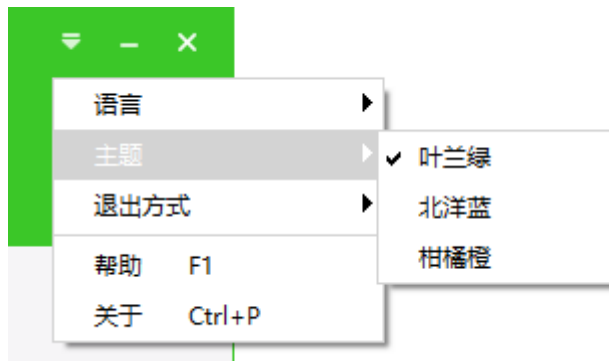 语言
主题
叶兰绿
退出方式
北洋蓝
柑橘橙
帮助 F1
关于 Ctrl+P